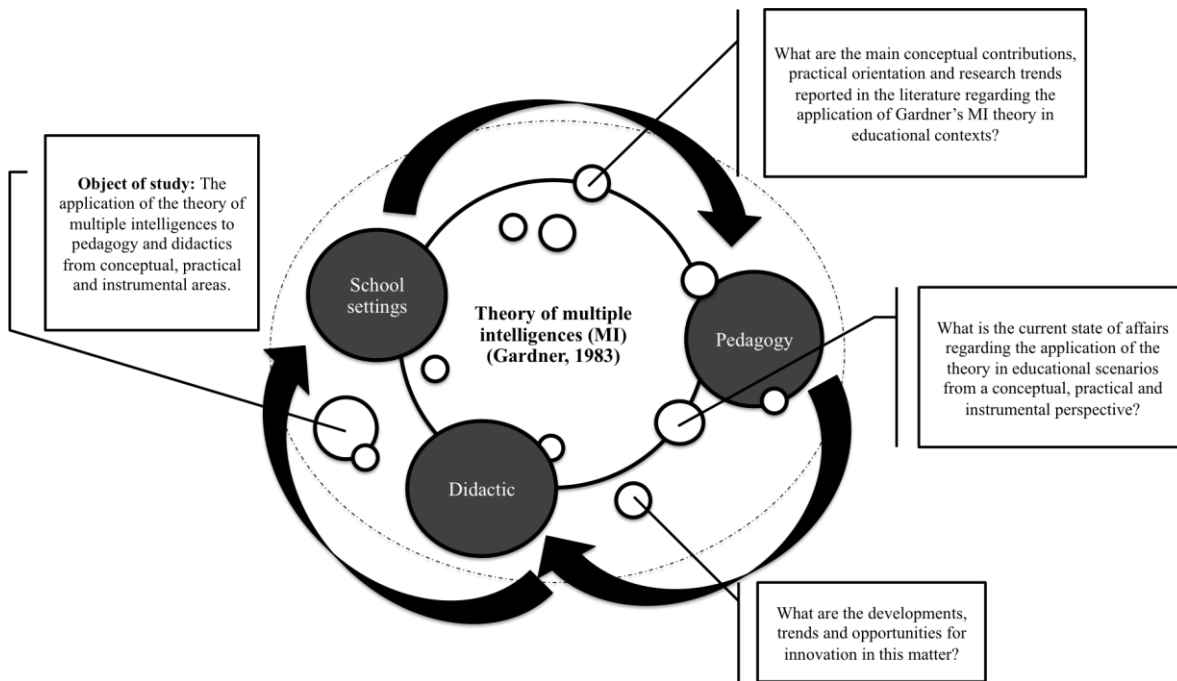 What are the main conceptual contributions,
practical orientation and research trends
reported in the literature regarding the
application of Gardner’s MI theory in
educational contexts?
Object of study: The
application of the theory of
multiple intelligences to
pedagogy and didactics
from conceptual, practical
and instrumental areas.
School
settings
Theory of multiple
intelligences (MI)
(Gardner, 1983)
Pedagogy
What is the current state of affairs
regarding the application of the
theory in educational scenarios
from a conceptual, practical and
instrumental perspective?
Didactic
What are the developments,
trends and opportunities for
innovation in this matter?